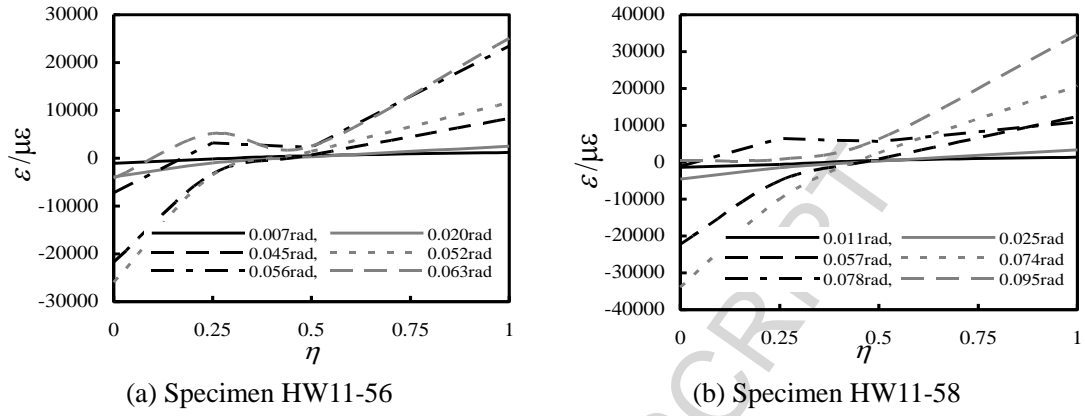 30000
20000
10000
0
-10000
-20000
-30000
ε/με
0.007rad, 0.020rad
0.045rad, 0.052rad
0.056rad, 0.063rad
0 0.25 0.5 0.75 1
η
(a) Specimen HW11-56
40000
30000
20000
10000
0
-10000
-20000
-30000
-40000
ε/με
0.011rad, 0.025rad
0.057rad, 0.074rad
0.078rad, 0.095rad
0 0.25 0.5 0.75 1
η
(b) Specimen HW11-58
SCRIPT